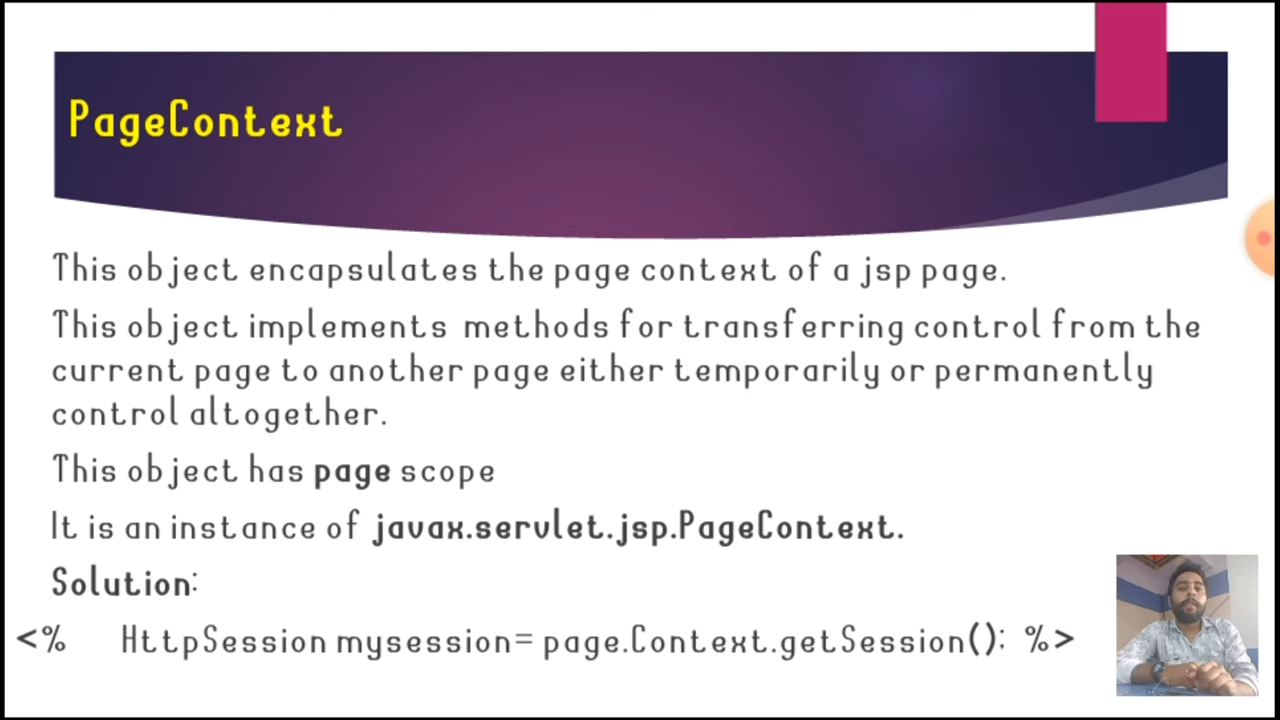 PageContext
This object encapsulates the page context of a jsp page.
This object implements methods for transferring control from the
current page to another page either temporarily or permanently
control altogether.
This object has page scope
It is an instance of javax.servlet.jsp.PageContext.
Solution:
<% HttpSession mysession= page.Context.getSession(): %>